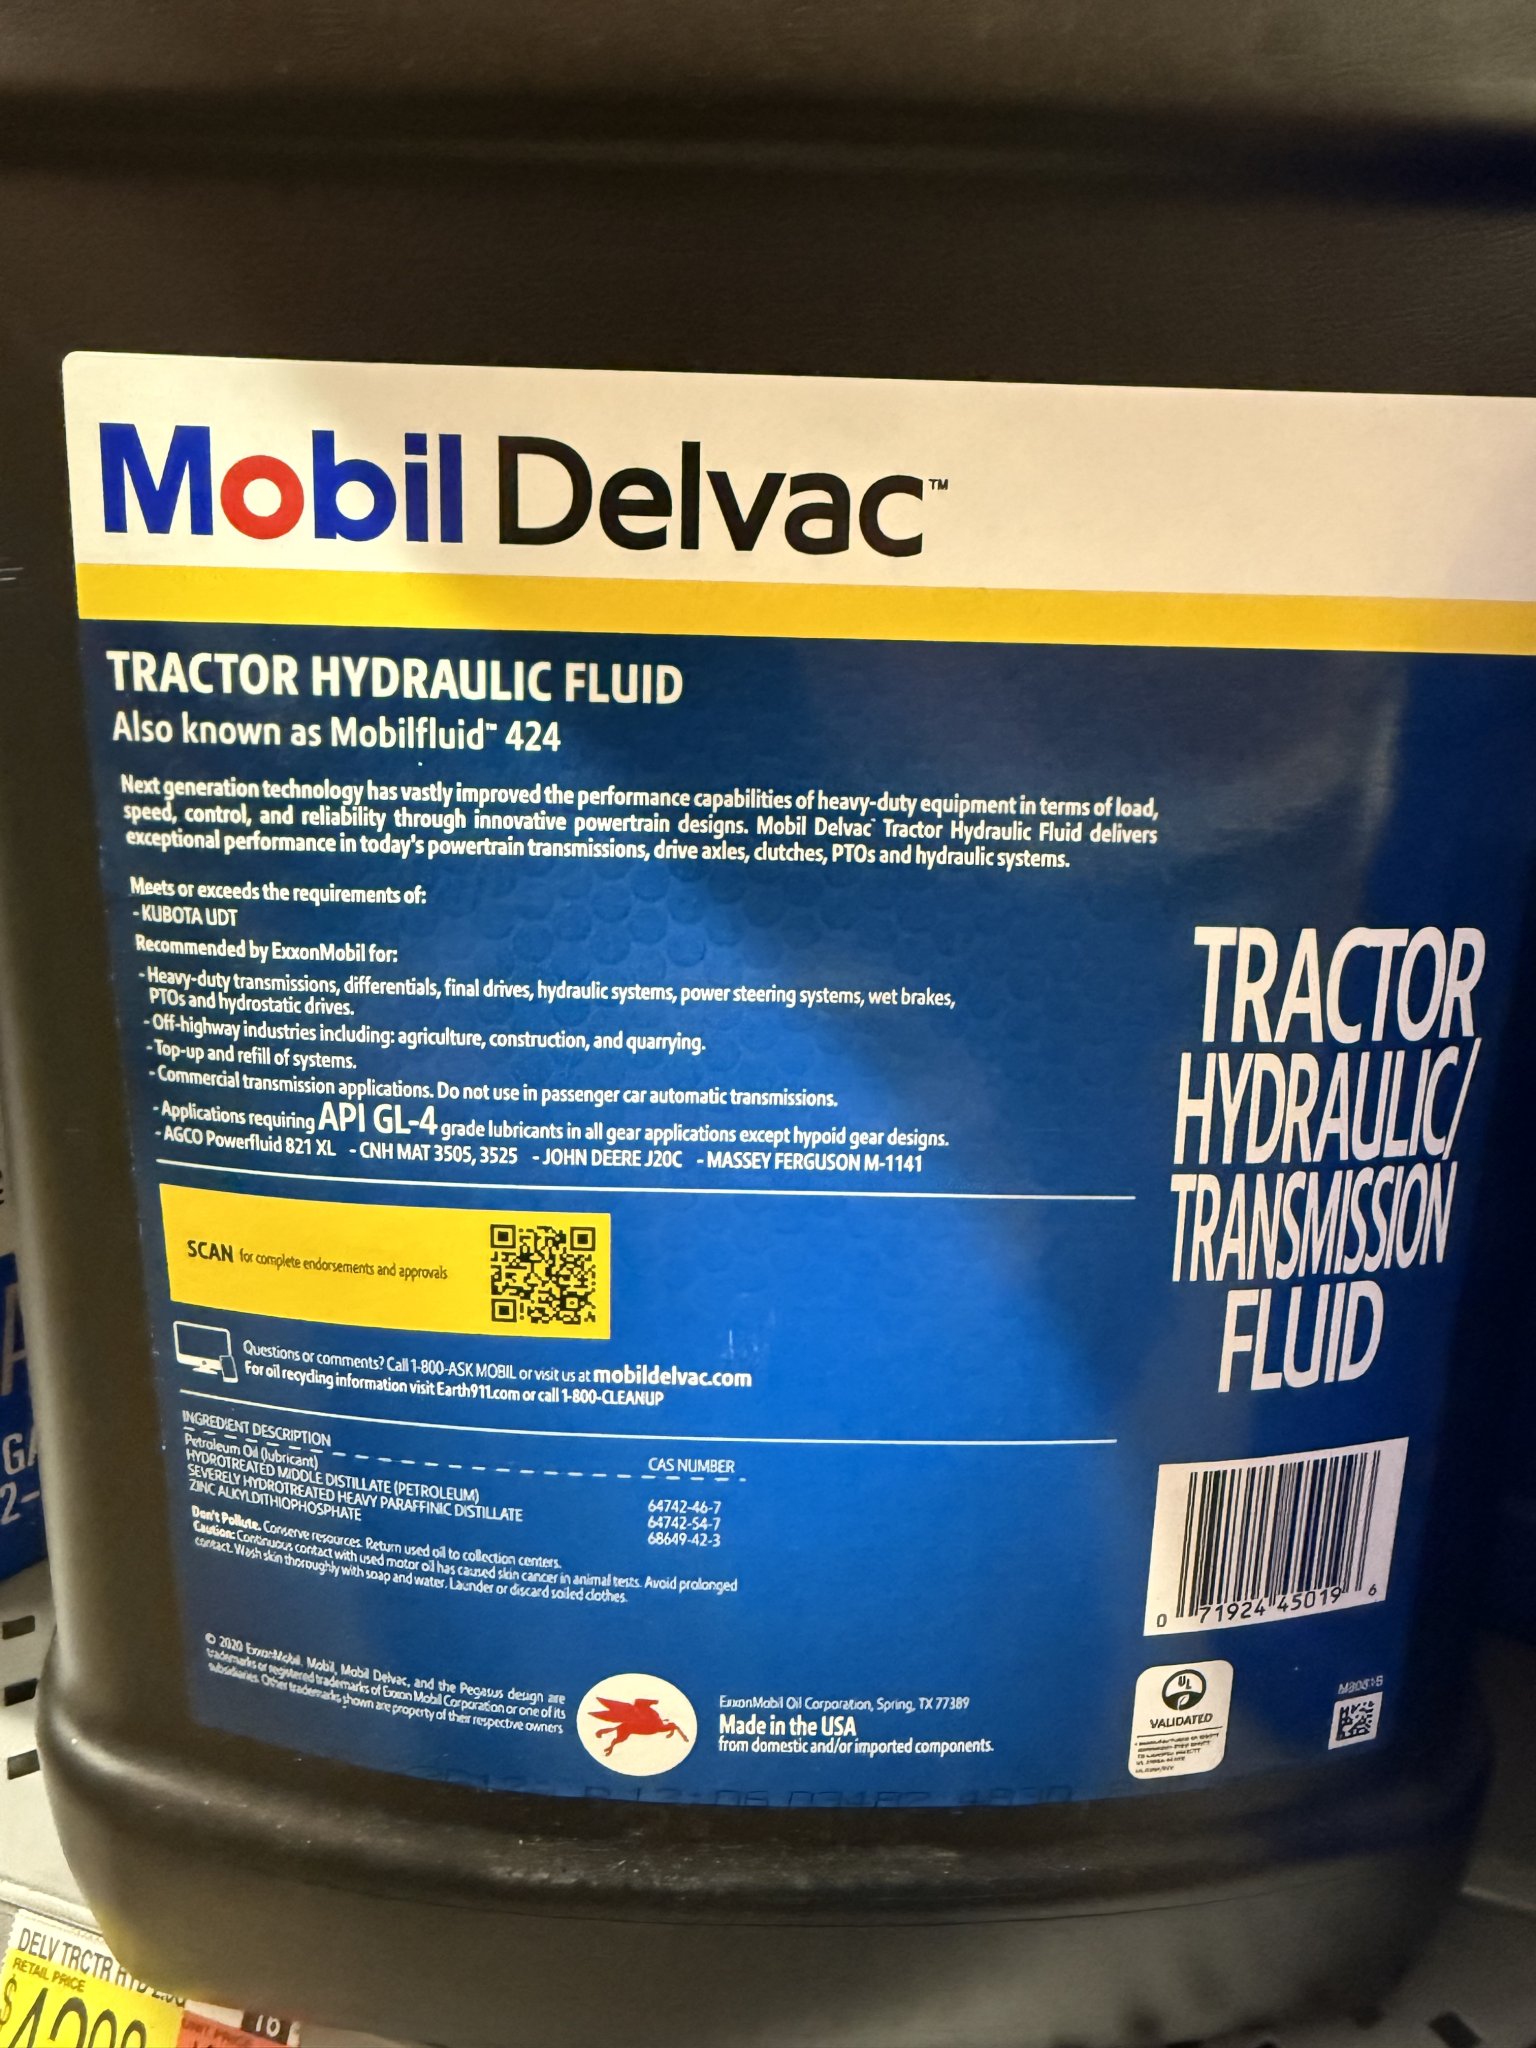 Mobil Delvac™
TRACTOR HYDRAULIC FLUID
Also known as Mobilfluid™ 424
Next generation technology has vastly improved the performance capabilities of heavy-duty equipment in terms of load,
speed, control, and reliability through innovative powertrain designs. Mobil Delvac™ Tractor Hydraulic Fluid delivers
exceptional performance in today's powertrain transmissions, drive axles, clutches, PTOs and hydraulic systems.
Meets or exceeds the requirements of:
- KUBOTA UDT
Recommended by ExxonMobil for:
- Heavy-duty transmissions, differentials, final drives, hydraulic systems, power steering systems, wet brakes,
PTOs and hydrostatic drives.
- Off-highway industries including: agriculture, construction, and quarrying.
- Top-up and refill of systems.
- Commercial transmission applications. Do not use in passenger car automatic transmissions.
- Applications requiring API GL-4 grade lubricants in all gear applications except hypoid gear designs.
- AGCO Powerfluid 821 XL - CNH MAT 3505, 3525 - JOHN DEERE J20C - MASSEY FERGUSON M-1141
SCAN for complete endorsements and approvals
Questions or comments? Call 1-800-ASK MOBIL or visit us at mobildelvac.com
For oil recycling information visit Earth911.com or call 1-800-CLEANUP
INGREDIENT DESCRIPTION CAS NUMBER
Petroleum Oil (lubricant)
HYDROTREATED MIDDLE DISTILLATE (PETROLEUM) 64742-46-7
SEVERELY HYDROTREATED HEAVY PARAFFINIC DISTILLATE 64742-54-7
ZINC ALKYLDITHIOPHOSPHATE 68649-42-3
Don't Pollute. Conserve resources. Return used oil to collection centers.
Caution: Continuous contact with used motor oil has caused skin cancer in animal tests. Avoid prolonged
contact. Wash skin thoroughly with soap and water. Launder or discard soiled clothes.
© 2020 ExxonMobil. Mobil, Mobil Delvac, and the Pegasus design are
trademarks or registered trademarks of Exxon Mobil Corporation or one of its
subsidiaries. Other trademarks shown are property of their respective owners
ExxonMobil Oil Corporation, Spring, TX 77389
Made in the USA
from domestic and/or imported components.
TRACTOR
HYDRAULIC/
TRANSMISSION
FLUID
0 71924 45019 6
UL
VALIDATED
DELV TRCTR HYD
RETAIL PRICE